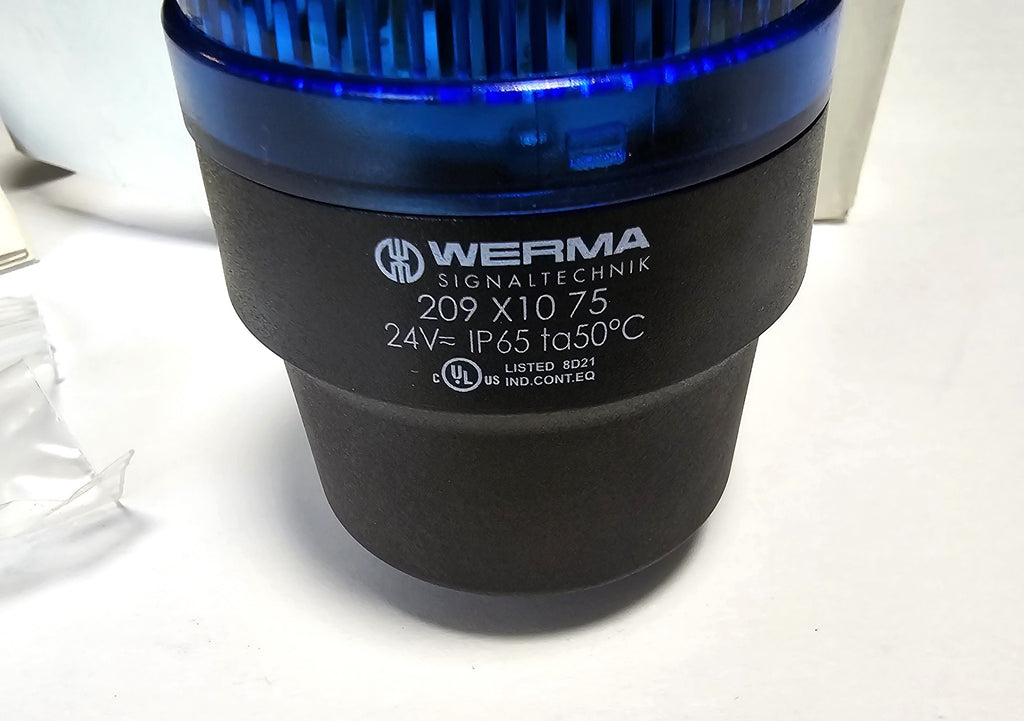 WERMA
SIGNALTECHNIK
209 X10 75
24V= IP65 ta50°C
C UL US LISTED 8D21
IND.CONT.EQ